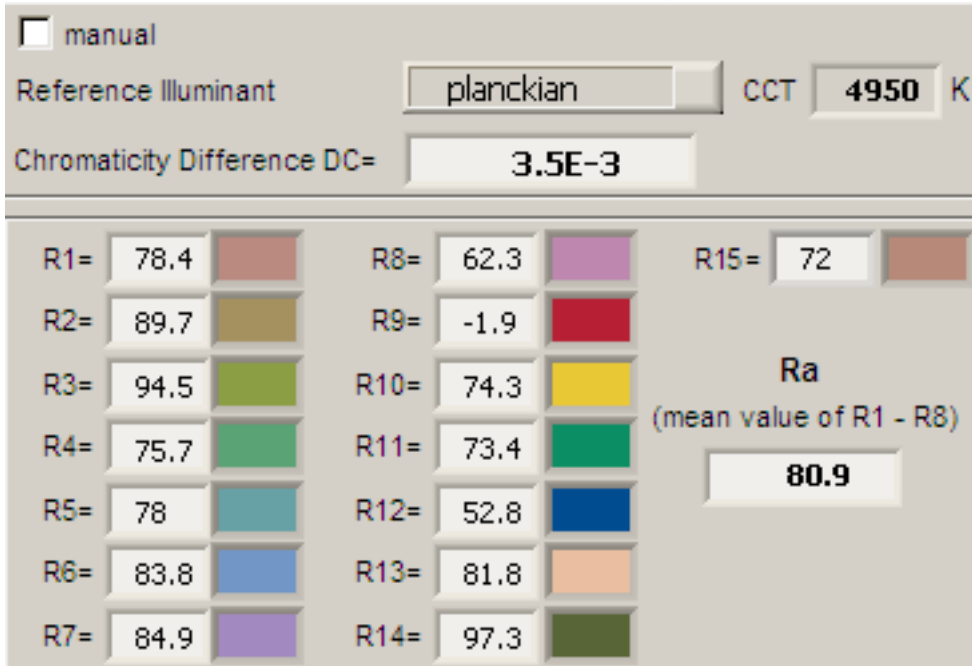 manual
Reference Illuminant planckian CCT 4950 K
Chromaticity Difference DC= 3.5E-3
R1= 78.4 R8= 62.3 R15= 72
R2= 89.7 R9= -1.9
R3= 94.5 R10= 74.3 Ra
(mean value of R1 - R8)
R4= 75.7 R11= 73.4
80.9
R5= 78 R12= 52.8
R6= 83.8 R13= 81.8
R7= 84.9 R14= 97.3